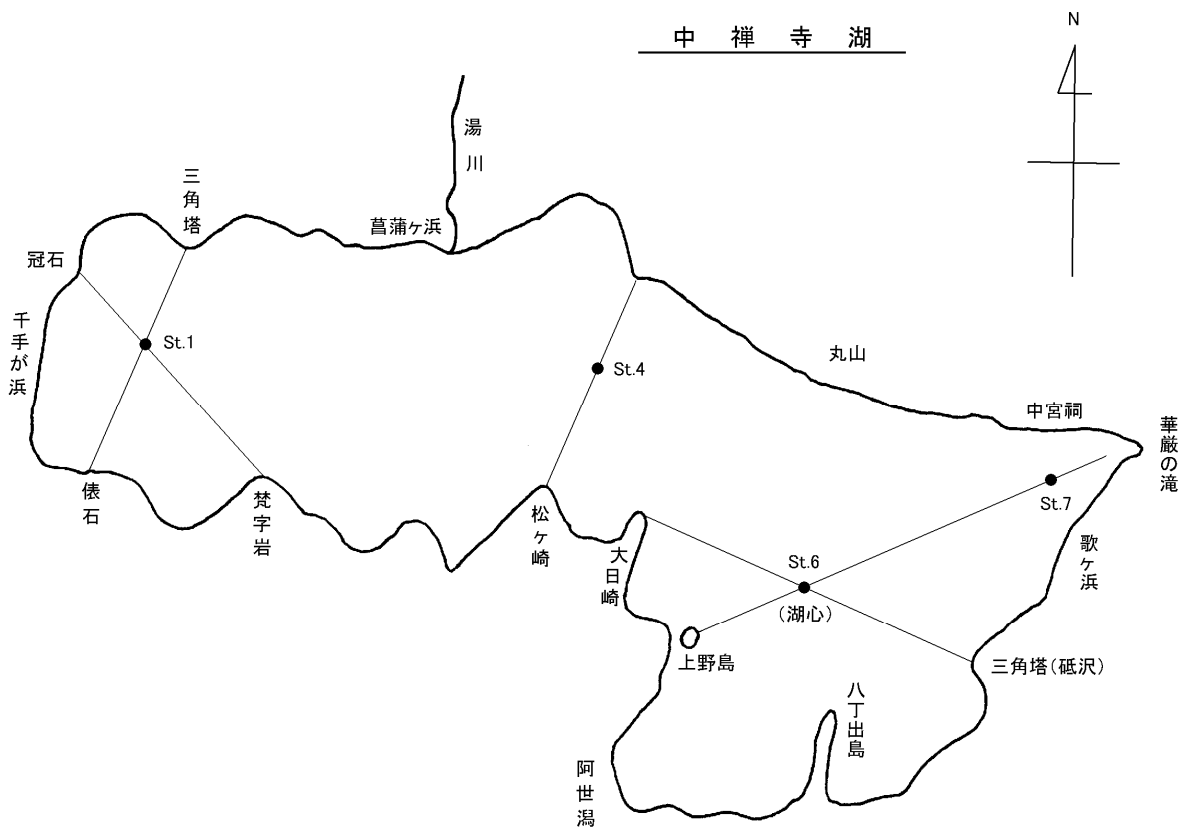 中禅寺湖
N
湯川
三角塔
菖蒲ヶ浜
冠石
千手が浜
St.1
St.4
丸山
中宮祠
華厳の滝
俵石
梵字岩
松ヶ崎
St.7
大日崎
St.6
(湖心)
歌ヶ浜
上野島
三角塔(砥沢)
八丁出島
阿世潟